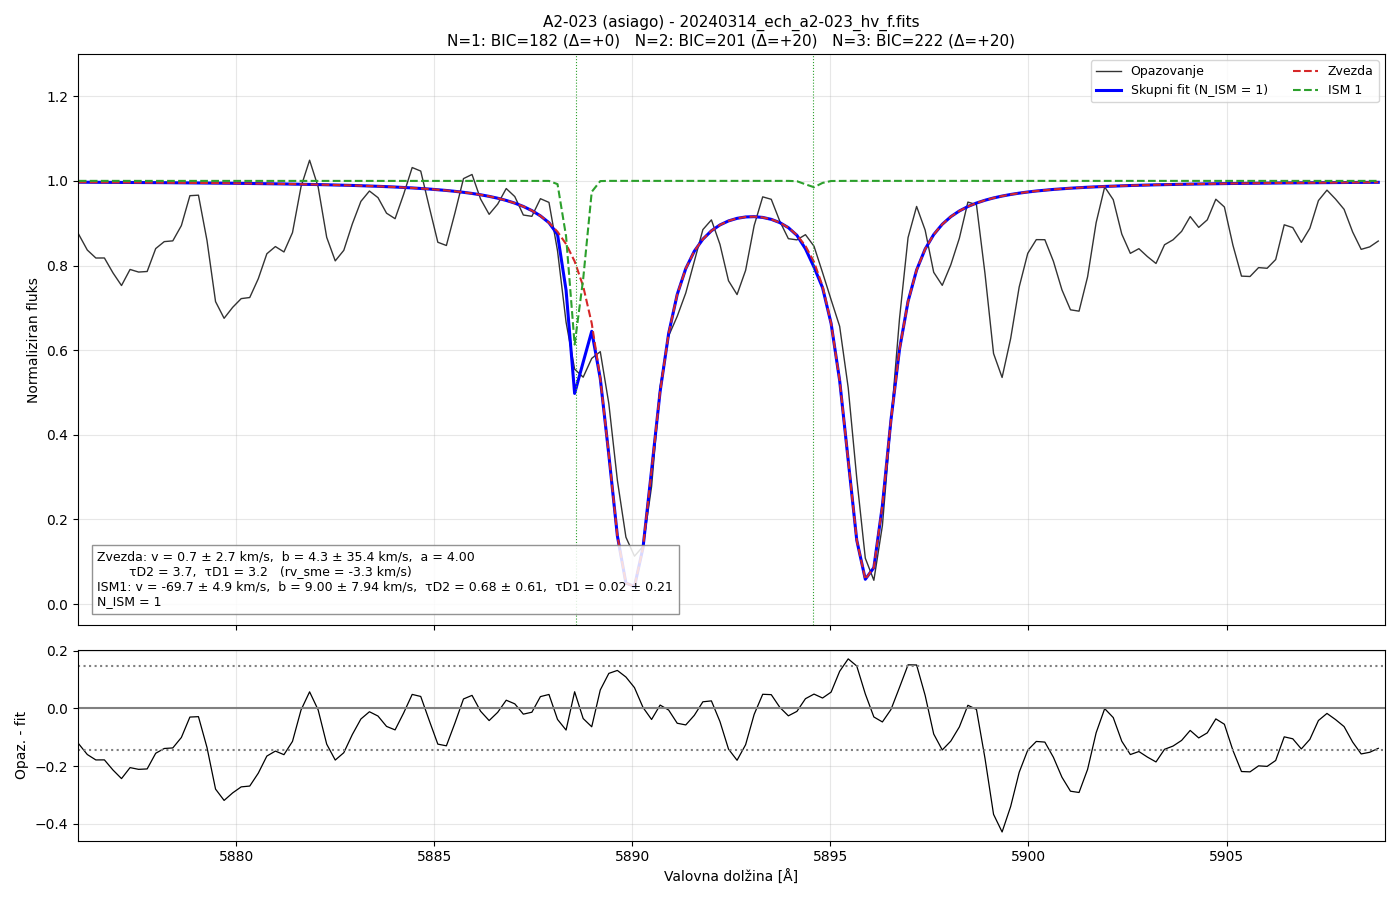 A2-023 (asiago) - 20240314_ech_a2-023_hv_f.fits
N=1: BIC=182 (Δ=+0)   N=2: BIC=201 (Δ=+20)   N=3: BIC=222 (Δ=+20)
Opazovanje
Skupni fit (N_ISM = 1)
Zvezda
ISM 1
Normaliziran fluks
1.2
1.0
0.8
0.6
0.4
0.2
0.0
Zvezda: v = 0.7 ± 2.7 km/s,  b = 4.3 ± 35.4 km/s,  a = 4.00
τD2 = 3.7,  τD1 = 3.2   (rv_sme = -3.3 km/s)
ISM1: v = -69.7 ± 4.9 km/s,  b = 9.00 ± 7.94 km/s,  τD2 = 0.68 ± 0.61,  τD1 = 0.02 ± 0.21
N_ISM = 1
Opaz. - fit
0.2
0.0
−0.2
−0.4
5880
5885
5890
5895
5900
5905
Valovna dolžina [Å]